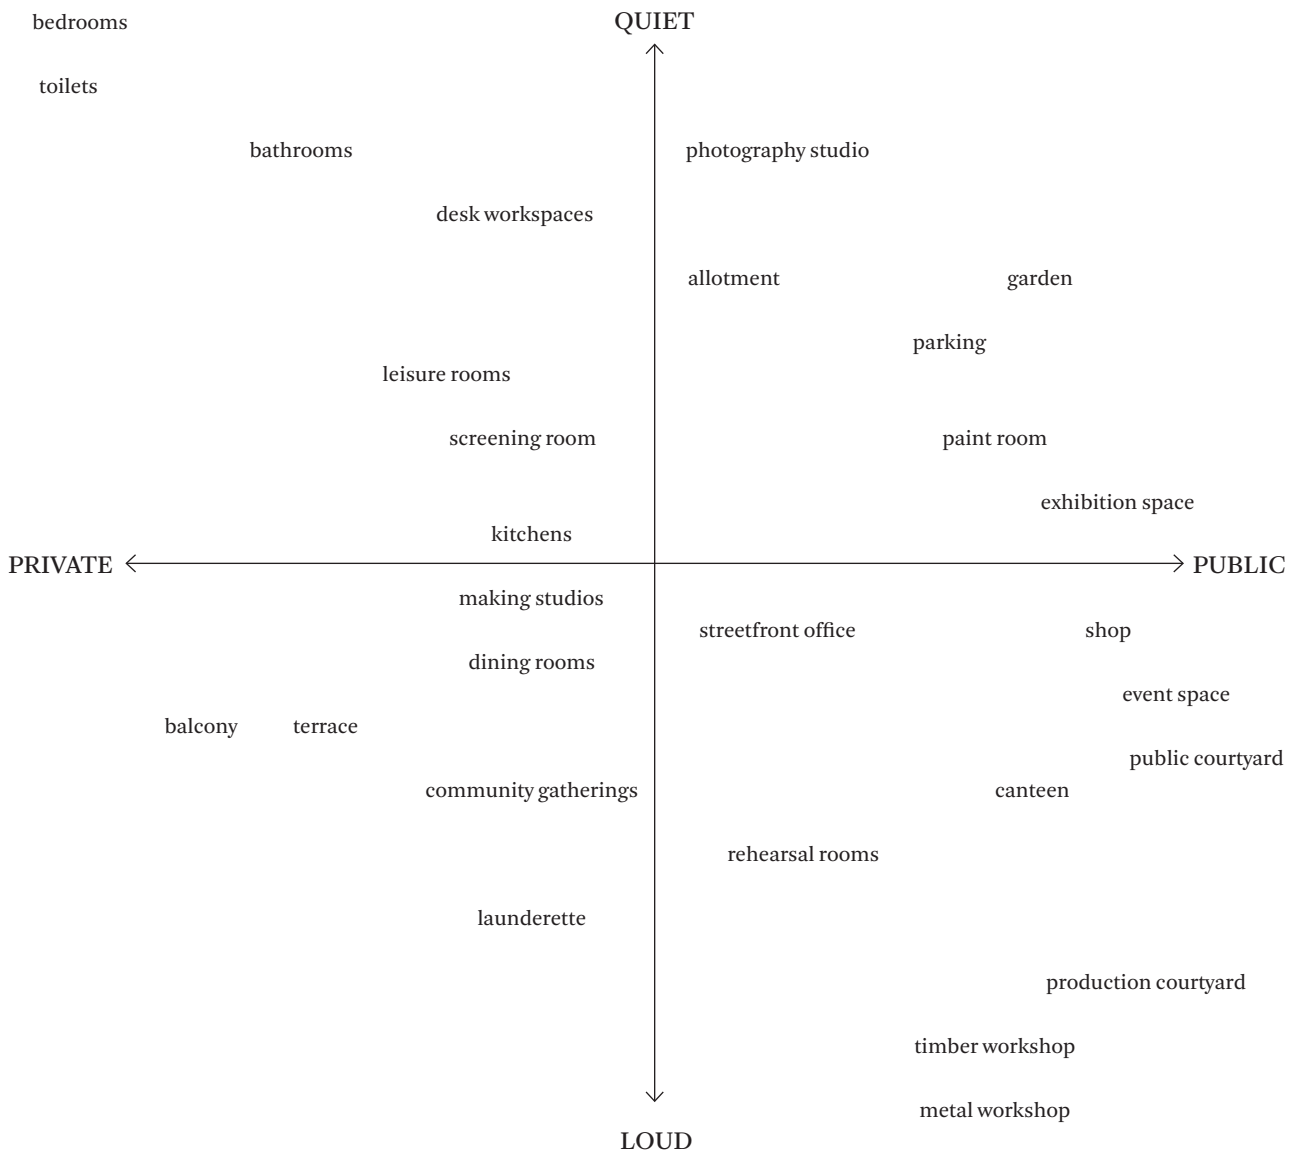 bedrooms
QUIET
toilets
bathrooms
photography studio
desk workspaces
allotment
garden
parking
leisure rooms
screening room
paint room
exhibition space
kitchens
PRIVATE
PUBLIC
making studios
streetfront office
shop
dining rooms
event space
balcony
terrace
public courtyard
community gatherings
canteen
rehearsal rooms
launderette
production courtyard
timber workshop
metal workshop
LOUD